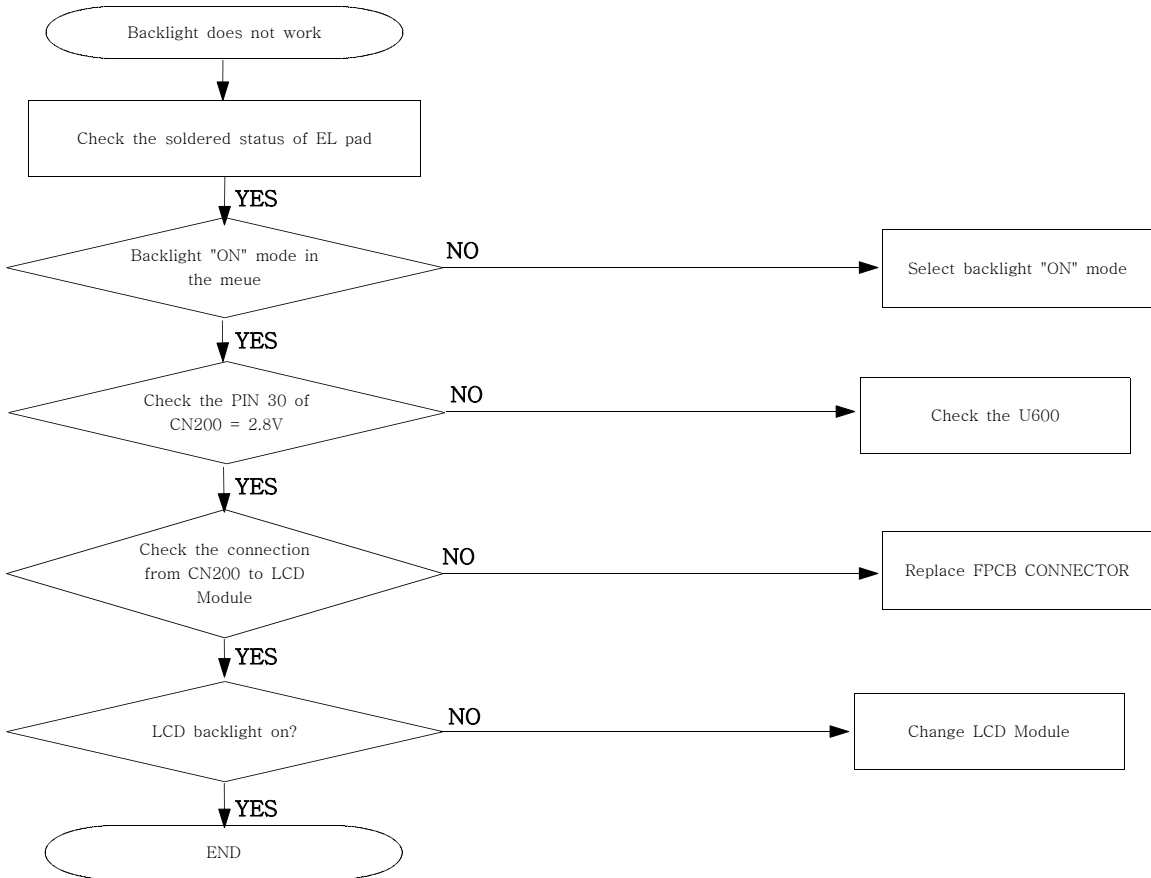 Backlight does not work
Check the soldered status of EL pad
YES
Backlight "ON" mode in
the meue
NO
Select backlight "ON" mode
YES
Check the PIN 30 of
CN200 = 2.8V
NO
Check the U600
YES
Check the connection
from CN200 to LCD
Module
NO
Replace FPCB CONNECTOR
YES
LCD backlight on?
NO
Change LCD Module
YES
END